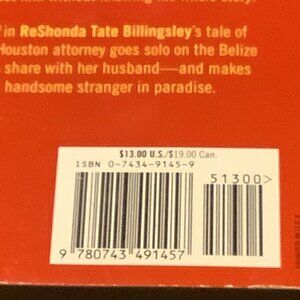 in ReShonda Tate Billingsley's tale of
Houston attorney goes solo on the Belize
share with her husband—and makes
handsome stranger in paradise.
$13.00 U.S./$19.00 Can.
ISBN 0-7434-9145-9
51300>
9 780743 491457